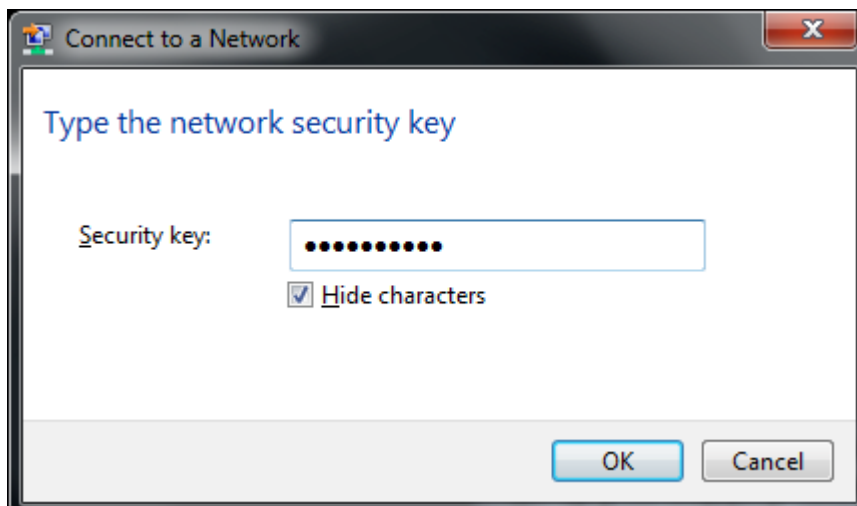 Connect to a Network
Type the network security key
Security key: ••••••••••
Hide characters
OK Cancel